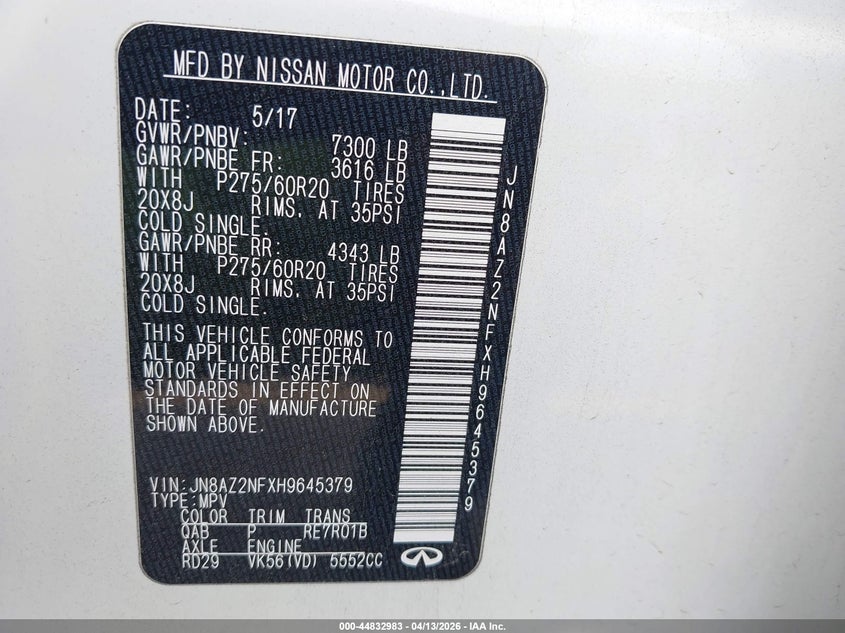 MFD BY NISSAN MOTOR CO.,LTD.
DATE: 5/17
GVWR/PNBV: 7300 LB
GAWR/PNBE FR: 3616 LB
WITH P275/60R20 TIRES
20X8J RIMS. AT 35PSI
COLD SINGLE.
GAWR/PNBE RR: 4343 LB
WITH P275/60R20 TIRES
20X8J RIMS. AT 35PSI
COLD SINGLE.
THIS VEHICLE CONFORMS TO
ALL APPLICABLE FEDERAL
MOTOR VEHICLE SAFETY
STANDARDS IN EFFECT ON
THE DATE OF MANUFACTURE
SHOWN ABOVE.
VIN:JN8AZ2NFXH9645379
TYPE:MPV
COLOR TRIM TRANS
QAB P RE7R01B
AXLE ENGINE
RD29 VK56(VD) 5552CC
JN8AZ2NFXH9645379
000-44832983 - 04/13/2026 - IAA Inc.